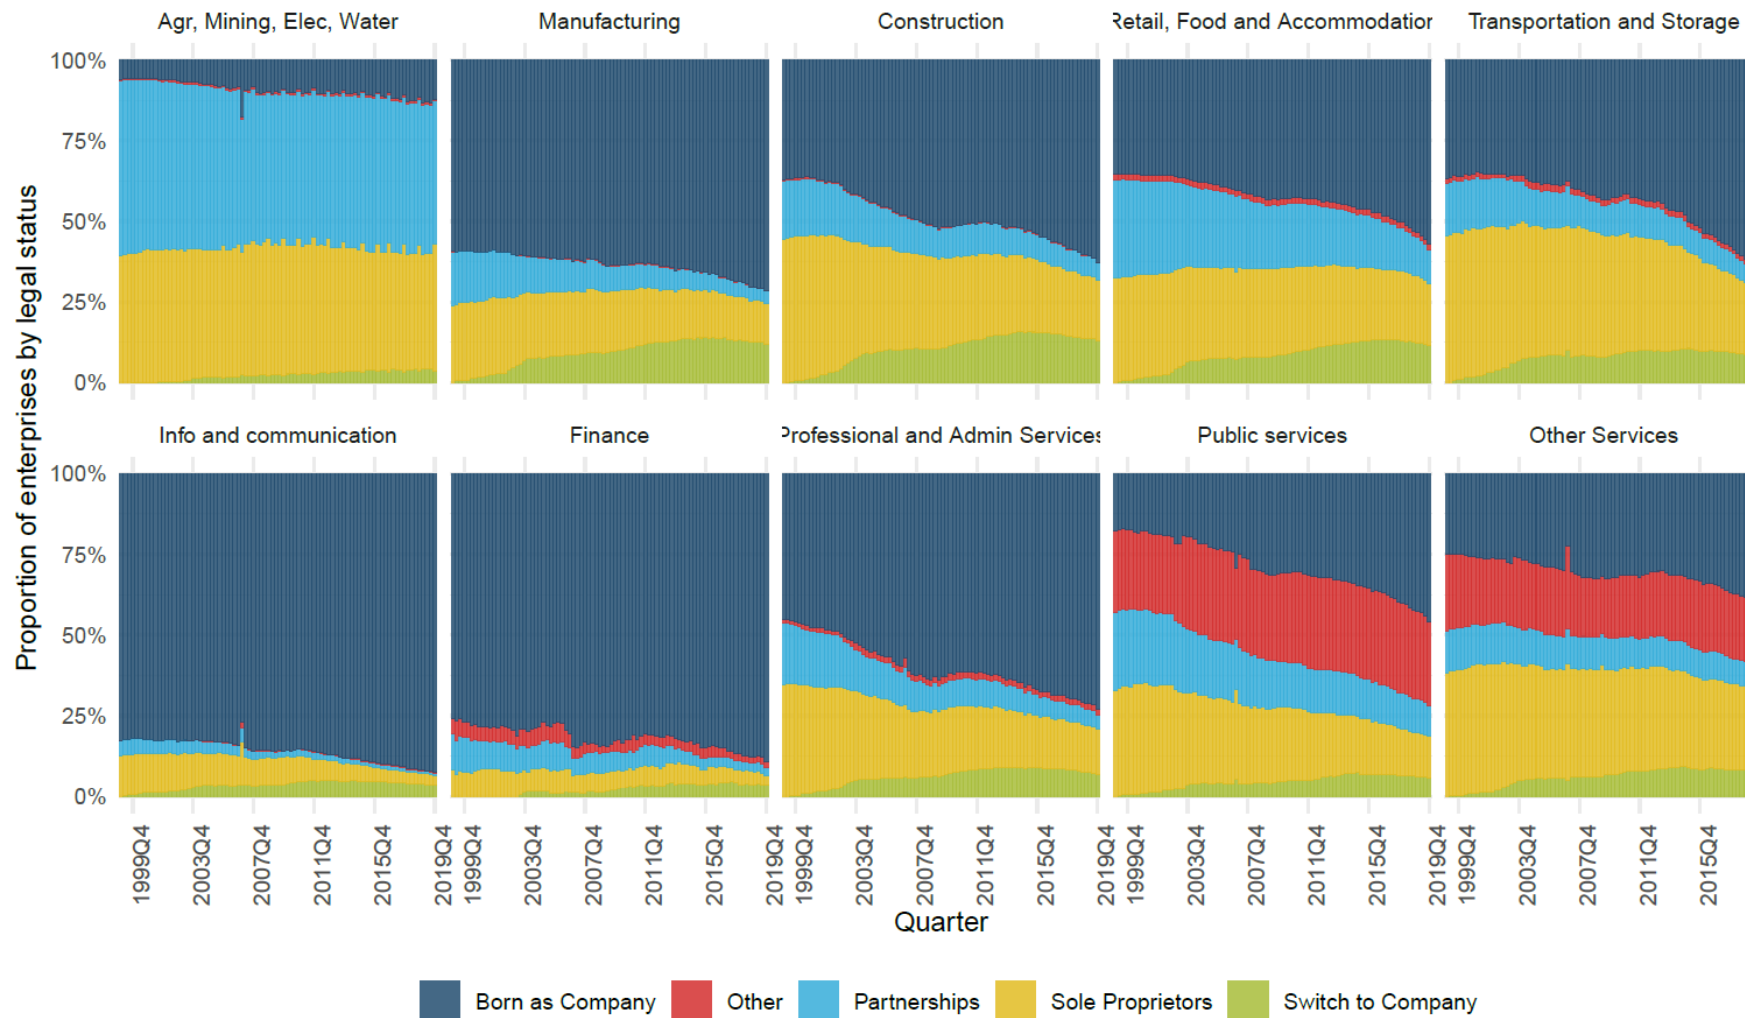 Agr, Mining, Elec, Water
Manufacturing
Construction
Retail, Food and Accommodation
Transportation and Storage
100%
75%
50%
25%
0%
Proportion of enterprises by legal status
Info and communication
Finance
Professional and Admin Services
Public services
Other Services
100%
75%
50%
25%
0%
1999Q4 2003Q4 2007Q4 2011Q4 2015Q4 2019Q4
1999Q4 2003Q4 2007Q4 2011Q4 2015Q4 2019Q4
1999Q4 2003Q4 2007Q4 2011Q4 2015Q4 2019Q4
1999Q4 2003Q4 2007Q4 2011Q4 2015Q4 2019Q4
1999Q4 2003Q4 2007Q4 2011Q4 2015Q4
Quarter
Born as Company
Other
Partnerships
Sole Proprietors
Switch to Company